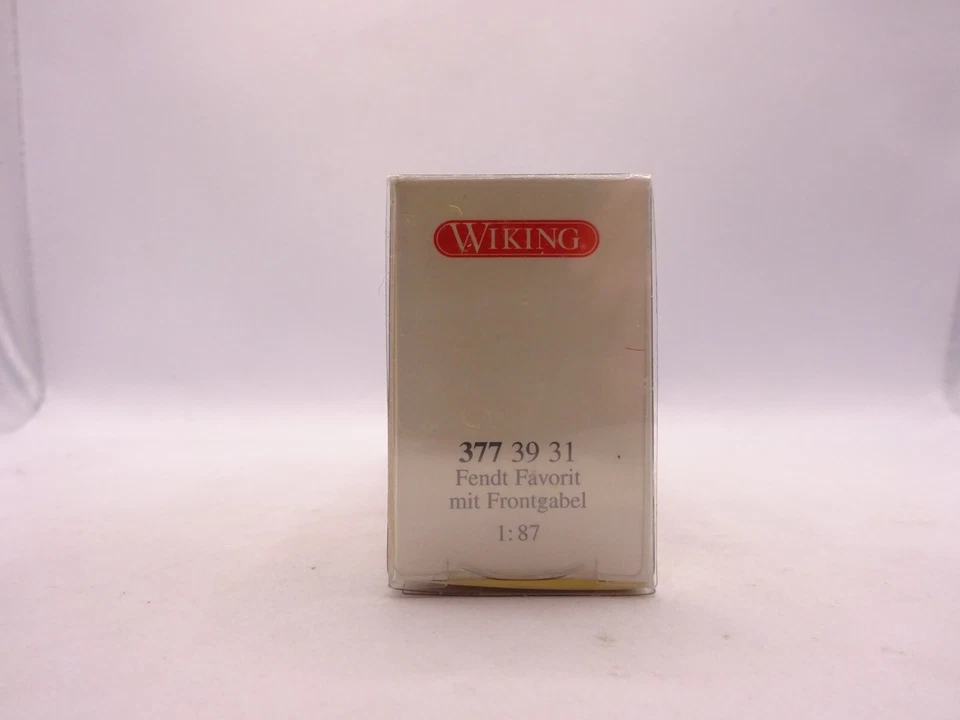 WIKING®
377 39 31
Fendt Favorit
mit Frontgabel
1:87